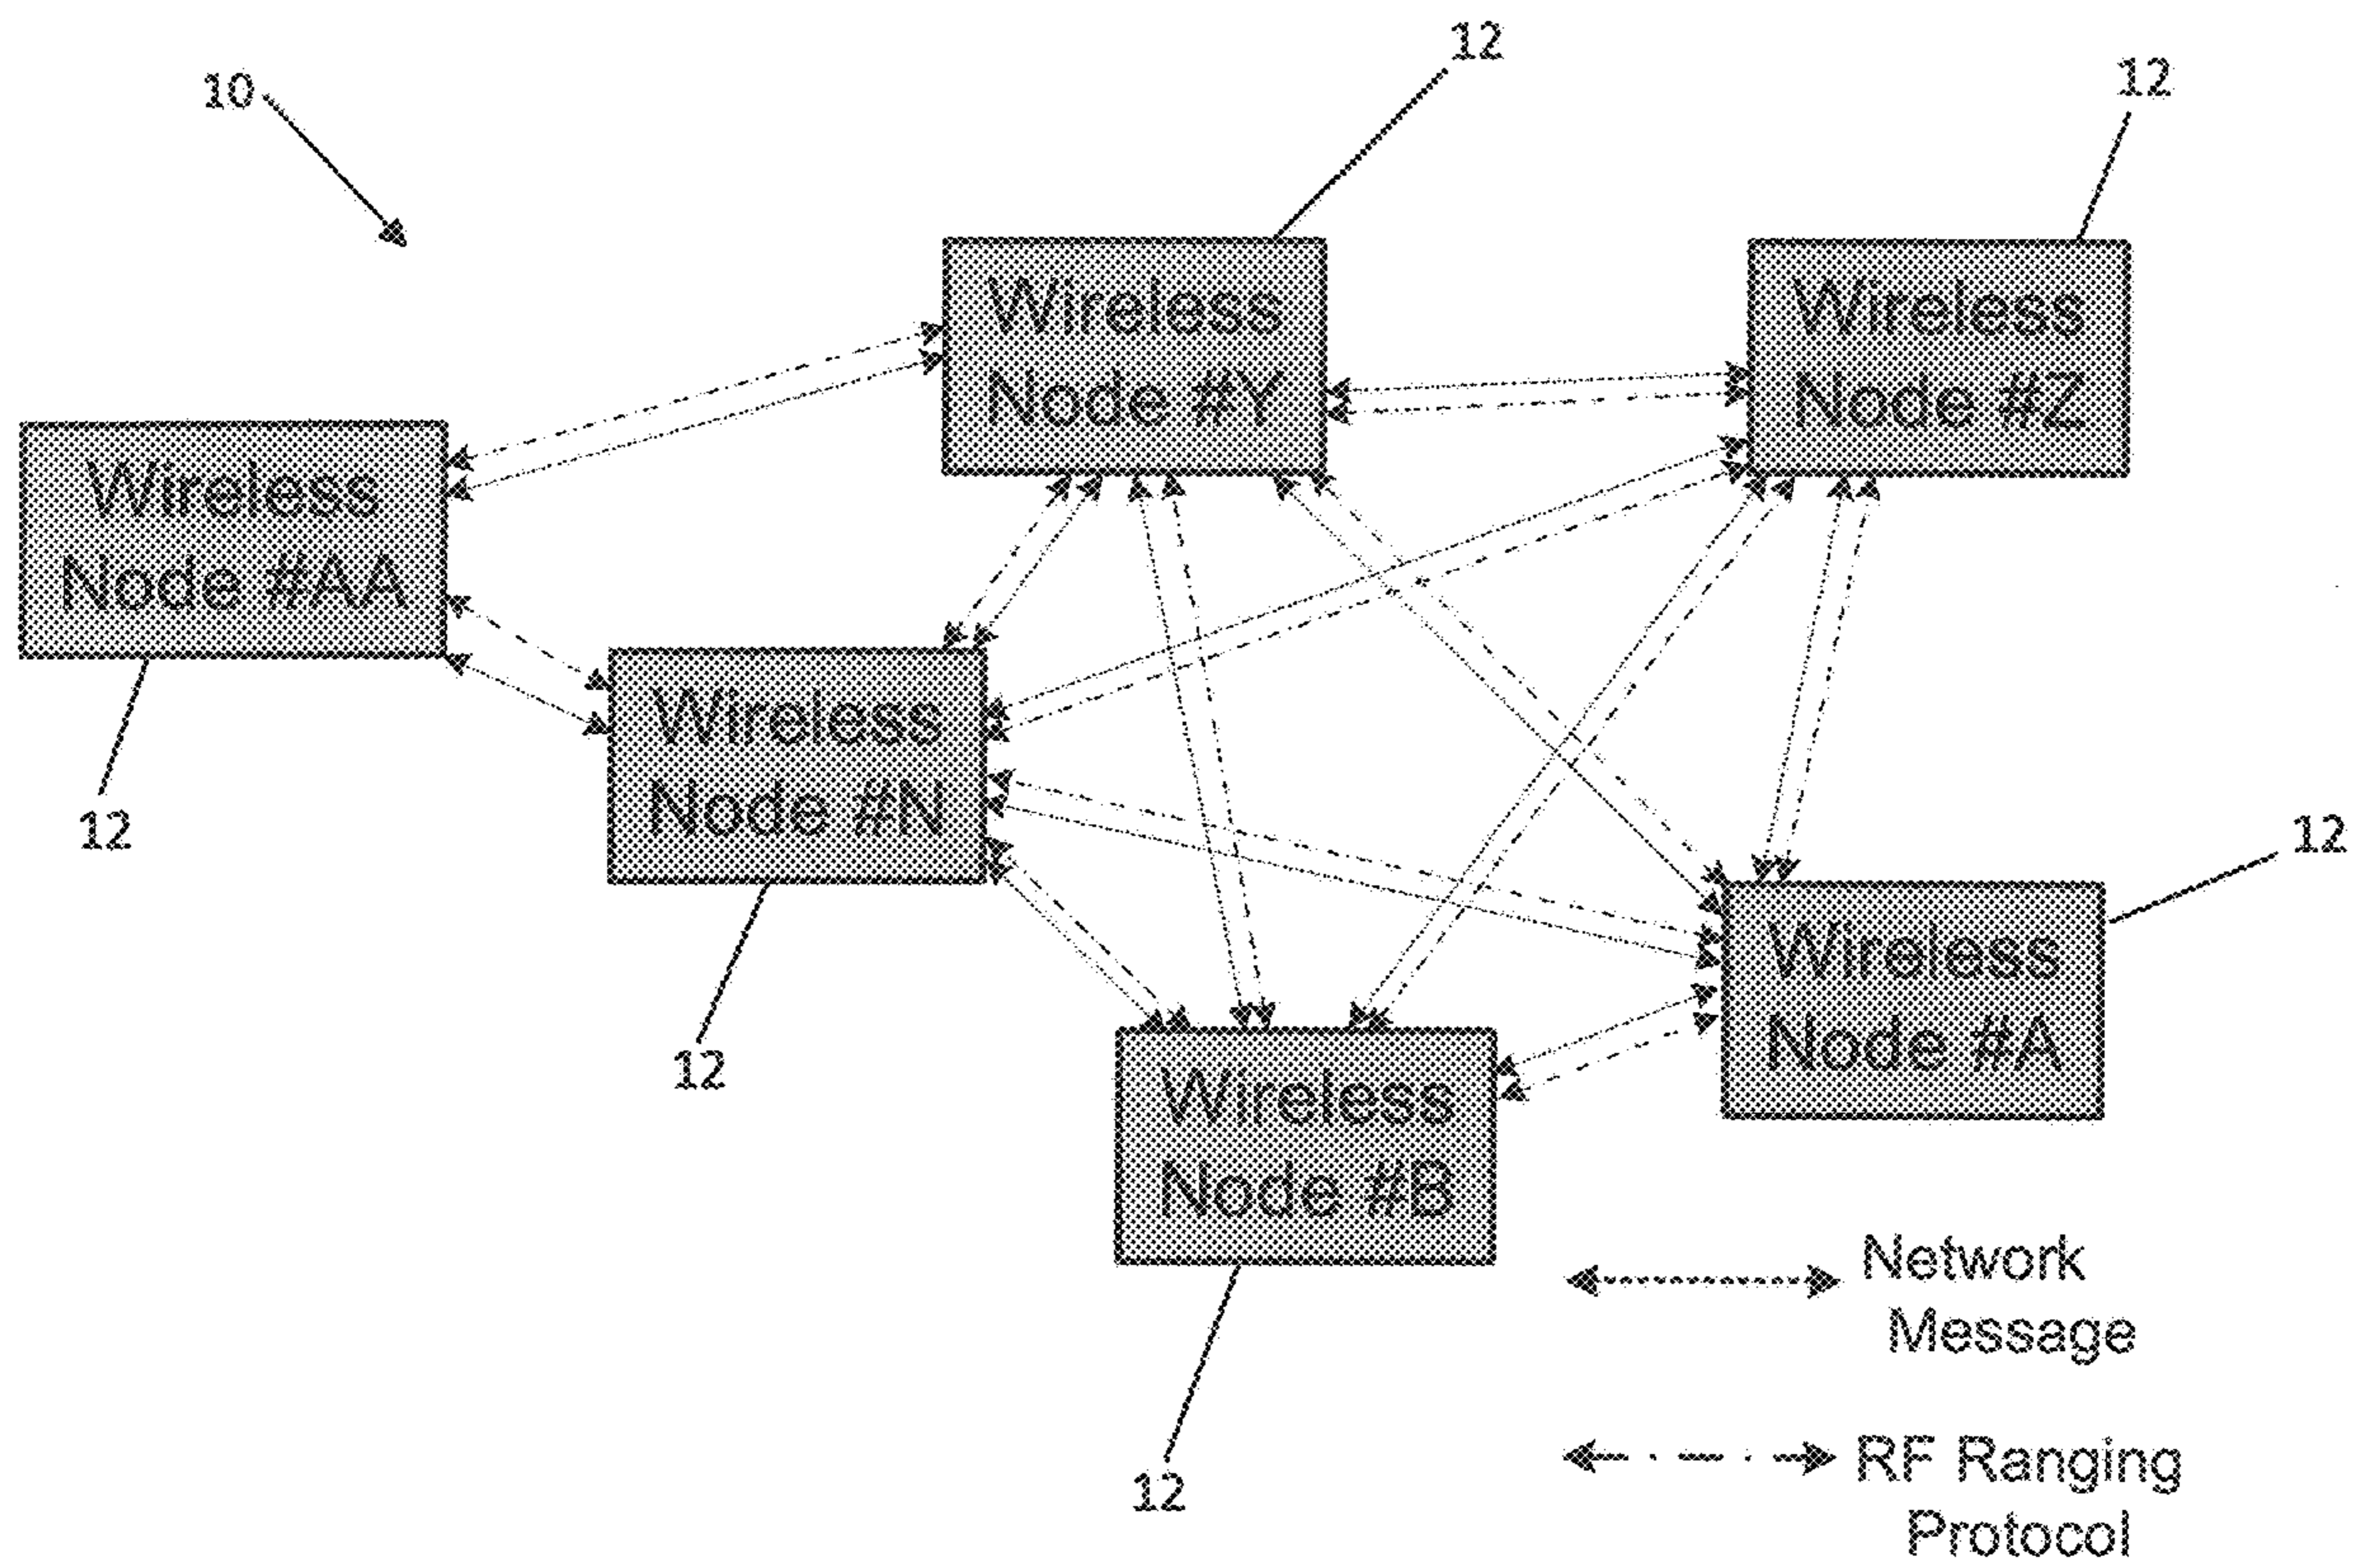 12
12
10
Wireless
Node #Y
Wireless
Node #Z
Wireless
Node #AA
12
Wireless
Node #N
12
12
Wireless
Node #A
Wireless
Node #B
12
Network
Message
RF Ranging
Protocol